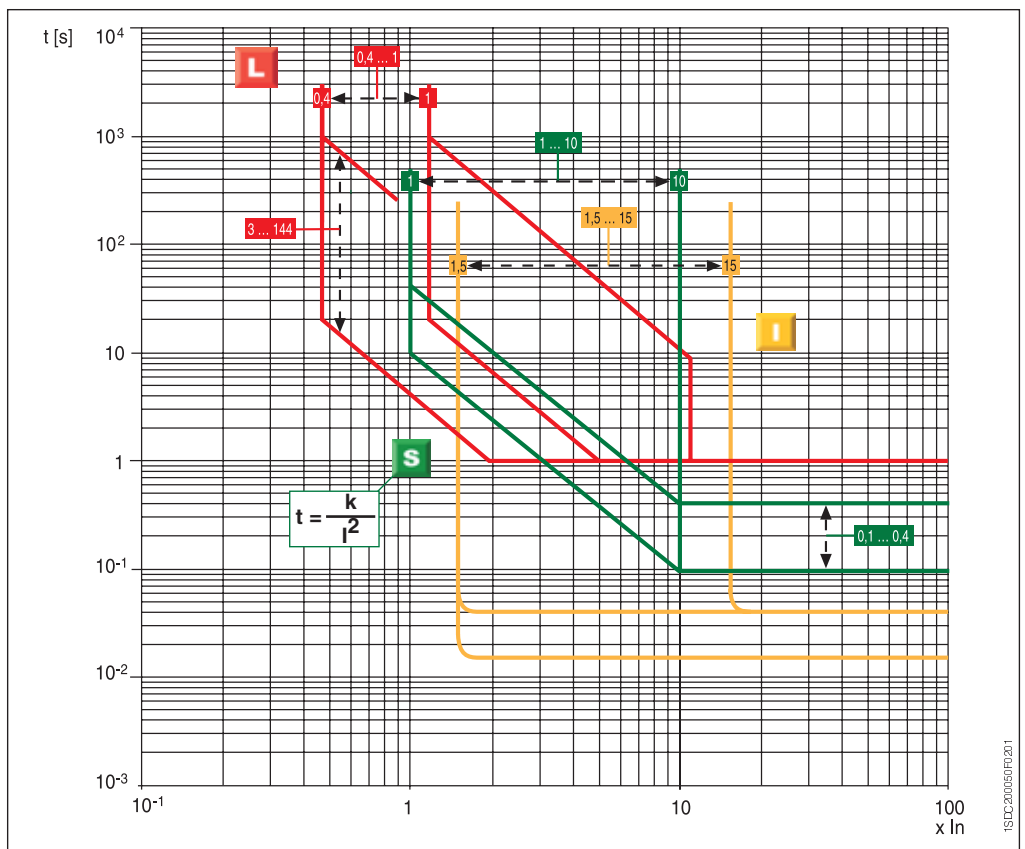 t [s]
10⁴
L
0,4 ... 1
0,4
1
10³
1 ... 10
1
10
3 ... 144
1,5 ... 15
10²
1,5
15
I
10
S
1
t = k / I²
0,1 ... 0,4
10⁻¹
10⁻²
10⁻³
10⁻¹
1
10
100
x In
1SDC200050F0201